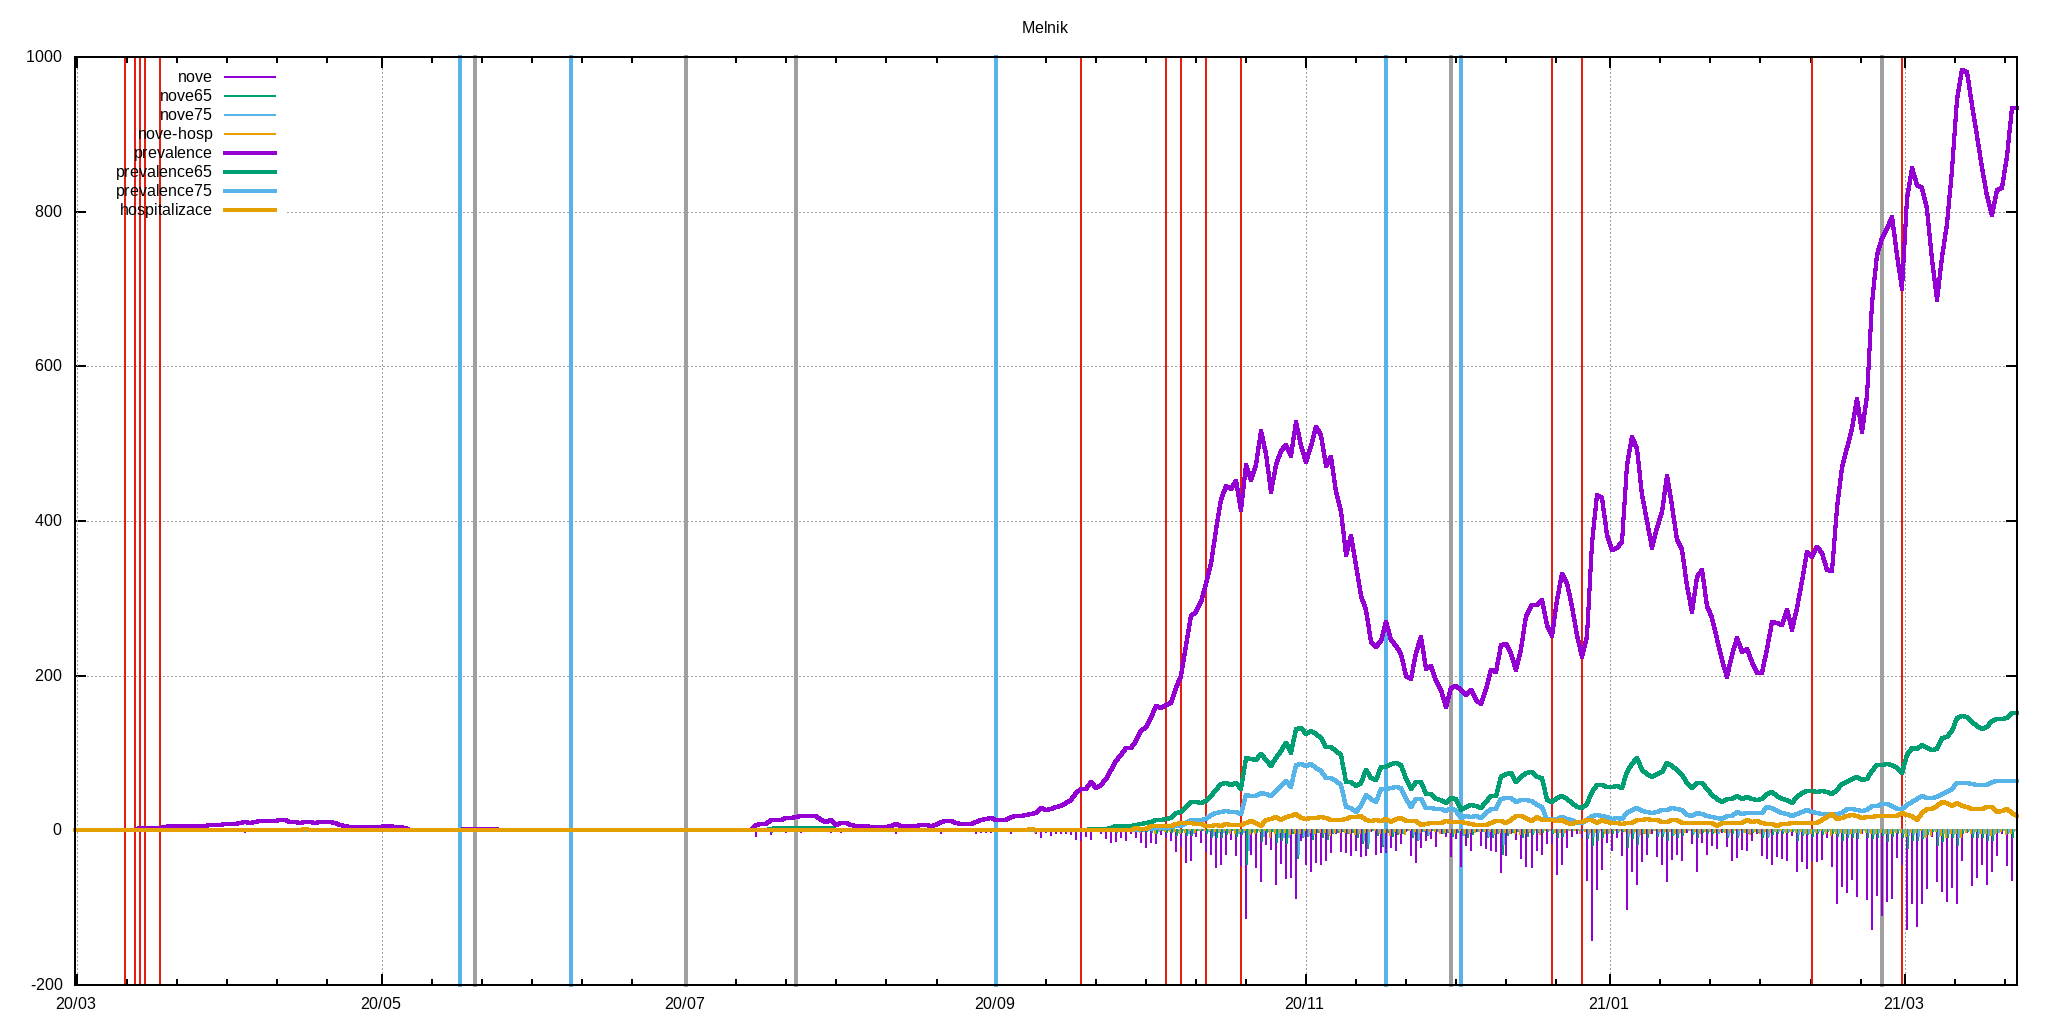 Melnik
1000
800
600
400
200
0
-200
nove
nove65
nove75
nove-hosp
prevalence
prevalence65
prevalence75
hospitalizace
20/03
20/05
20/07
20/09
20/11
21/01
21/03